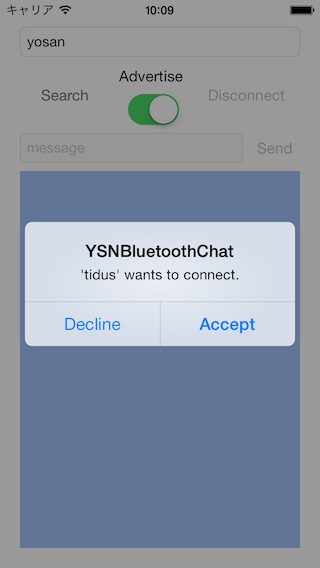 キャリア 10:09
yosan
Advertise
Search Disconnect
message Send
YSNBluetoothChat
'tidus' wants to connect.
Decline Accept